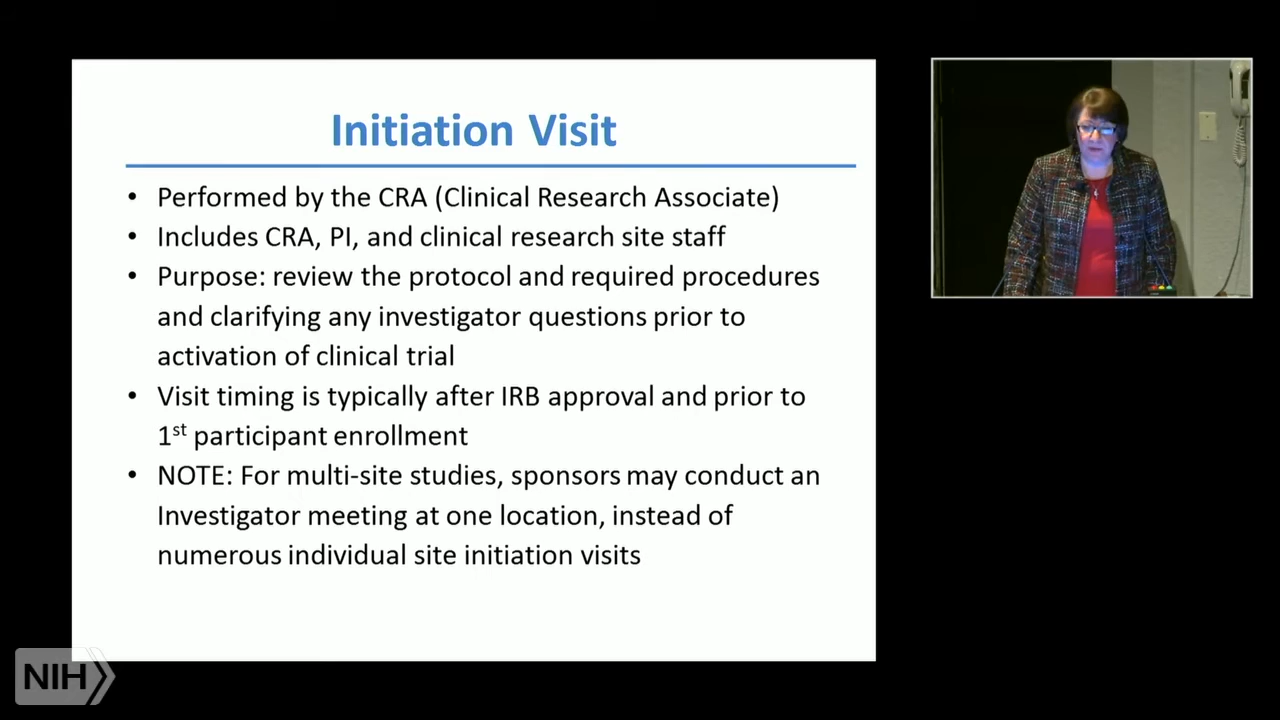 Initiation Visit
• Performed by the CRA (Clinical Research Associate)
• Includes CRA, PI, and clinical research site staff
• Purpose: review the protocol and required procedures
and clarifying any investigator questions prior to
activation of clinical trial
• Visit timing is typically after IRB approval and prior to
1st participant enrollment
• NOTE: For multi-site studies, sponsors may conduct an
Investigator meeting at one location, instead of
numerous individual site initiation visits
NIH